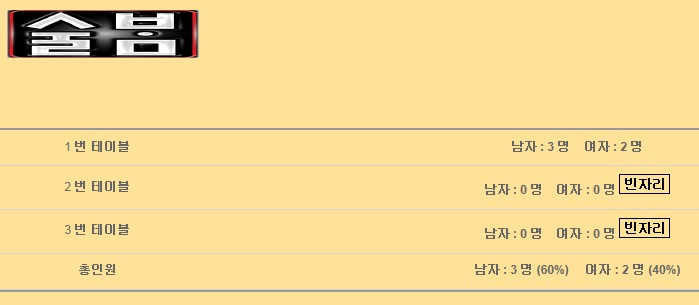 술봄
1 번 테이블 남자 : 3 명 여자 : 2 명
2 번 테이블 남자 : 0 명 여자 : 0 명 빈자리
3 번 테이블 남자 : 0 명 여자 : 0 명 빈자리
총인원 남자 : 3 명 (60%) 여자 : 2 명 (40%)